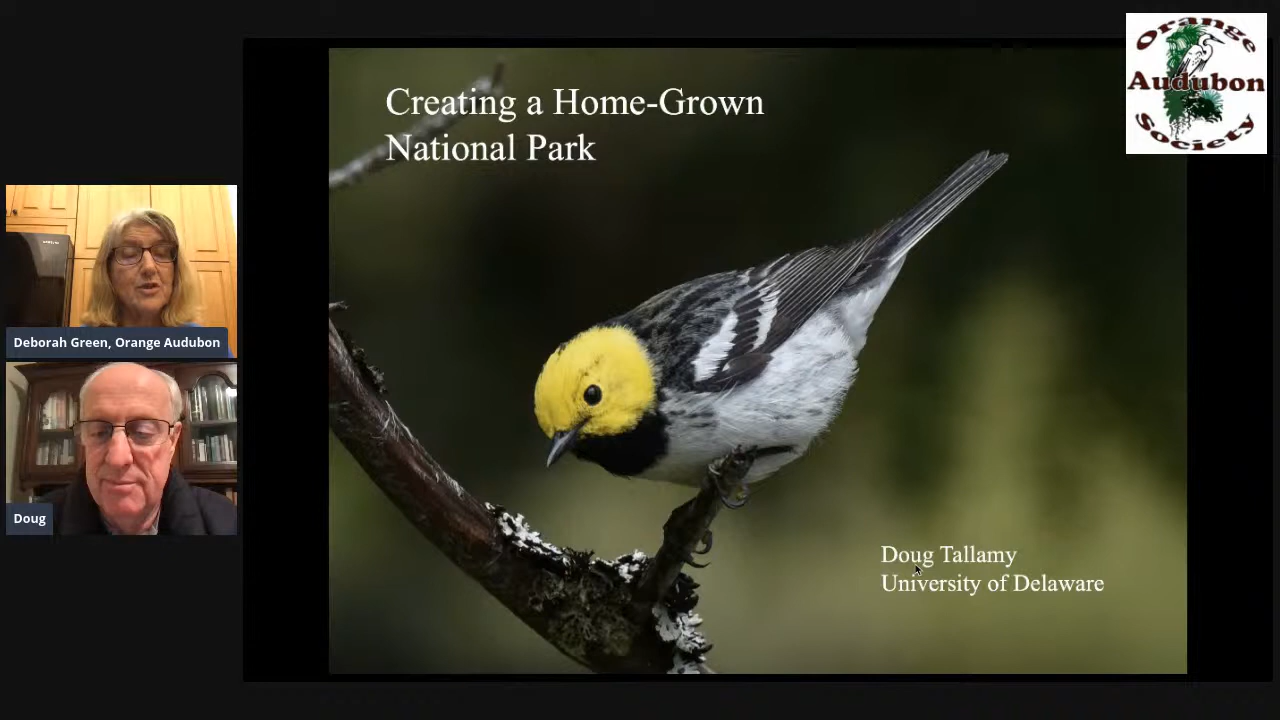 Creating a Home-Grown
National Park
Orange
Audubon
Society
Deborah Green, Orange Audubon
Doug
Doug Tallamy
University of Delaware